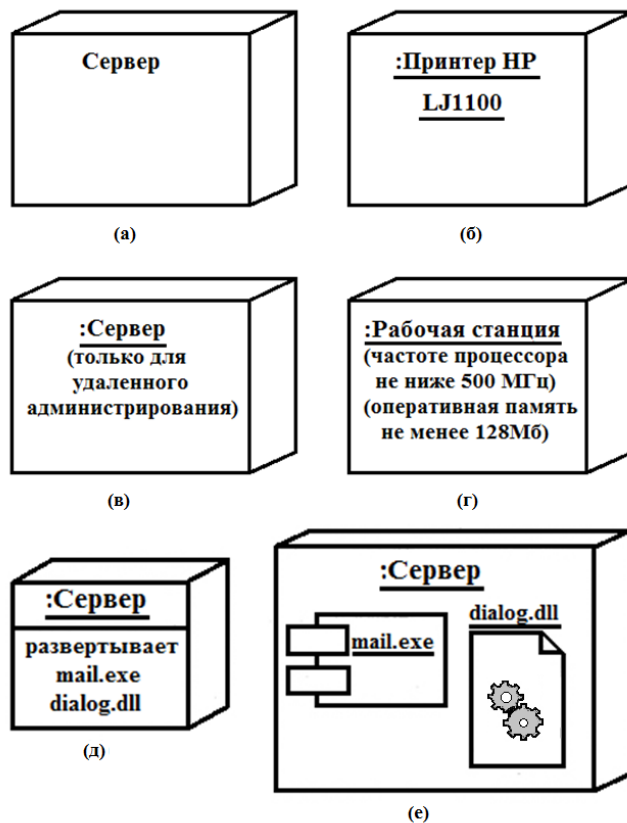 Сервер
:Принтер HP
LJ1100
(а)
(б)
:Сервер
(только для
удаленного
администрирования)
:Рабочая станция
(частоте процессора
не ниже 500 МГц)
(оперативная память
не менее 128Мб)
(в)
(г)
:Сервер
развертывает
mail.exe
dialog.dll
(д)
:Сервер
mail.exe
dialog.dll
(е)